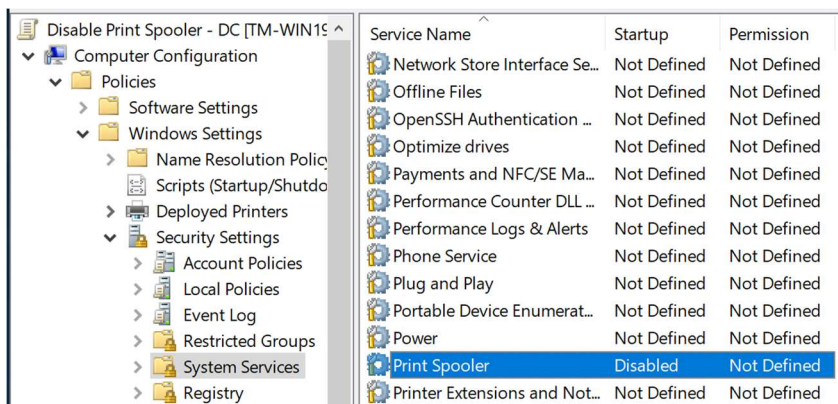 Disable Print Spooler - DC [TM-WIN19
Computer Configuration
Policies
Software Settings
Windows Settings
Name Resolution Policy
Scripts (Startup/Shutdo
Deployed Printers
Security Settings
Account Policies
Local Policies
Event Log
Restricted Groups
System Services
Registry
Service Name Startup Permission
Network Store Interface Se... Not Defined Not Defined
Offline Files Not Defined Not Defined
OpenSSH Authentication ... Not Defined Not Defined
Optimize drives Not Defined Not Defined
Payments and NFC/SE Ma... Not Defined Not Defined
Performance Counter DLL ... Not Defined Not Defined
Performance Logs & Alerts Not Defined Not Defined
Phone Service Not Defined Not Defined
Plug and Play Not Defined Not Defined
Portable Device Enumerat... Not Defined Not Defined
Power Not Defined Not Defined
Print Spooler Disabled Not Defined
Printer Extensions and Not... Not Defined Not Defined